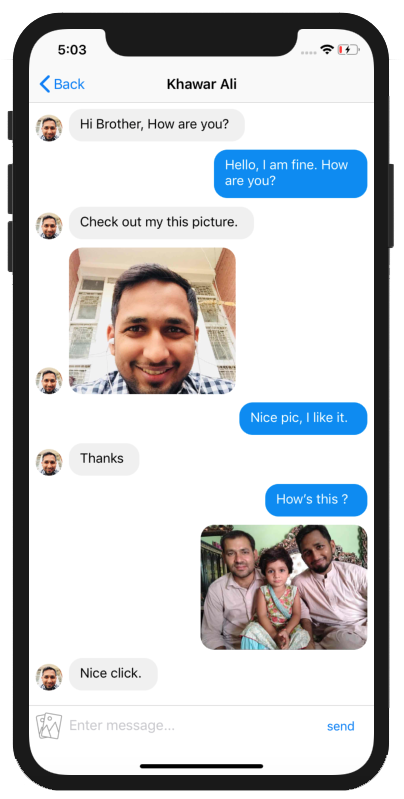 5:03
Back
Khawar Ali
Hi Brother, How are you?
Hello, I am fine. How
are you?
Check out my this picture.
Nice pic, I like it.
Thanks
How's this ?
Nice click.
Enter message...
send